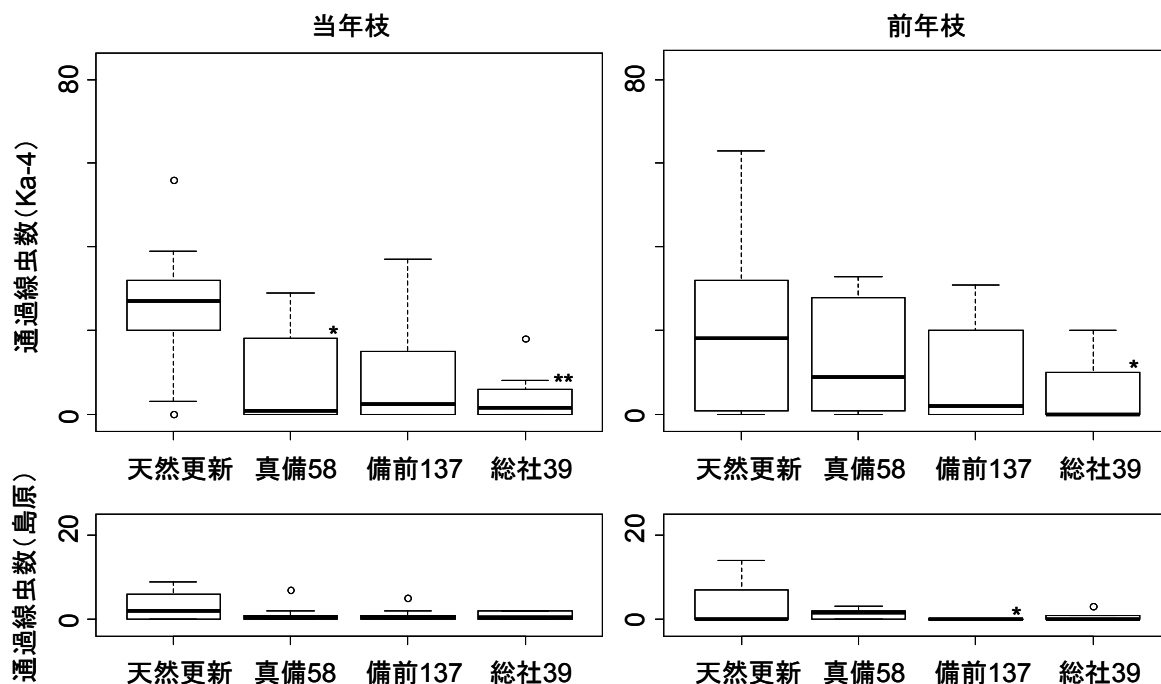 当年枝
前年枝
通過線虫数(Ka-4)
80
0
*
**
天然更新 真備58 備前137 総社39
80
0
*
天然更新 真備58 備前137 総社39
通過線虫数(島原)
20
0
天然更新 真備58 備前137 総社39
20
0
*
天然更新 真備58 備前137 総社39